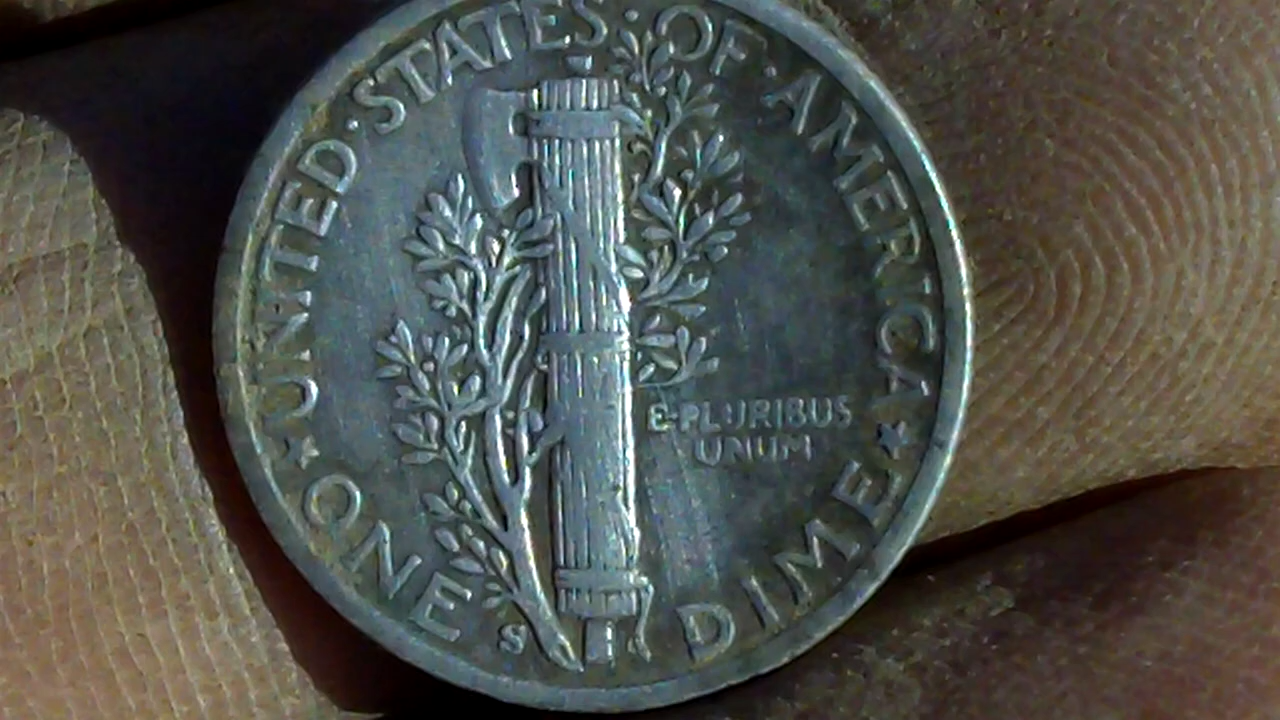 UNITED·STATES·OF·AMERICA
E·PLURIBUS
UNUM
S
ONE DIME